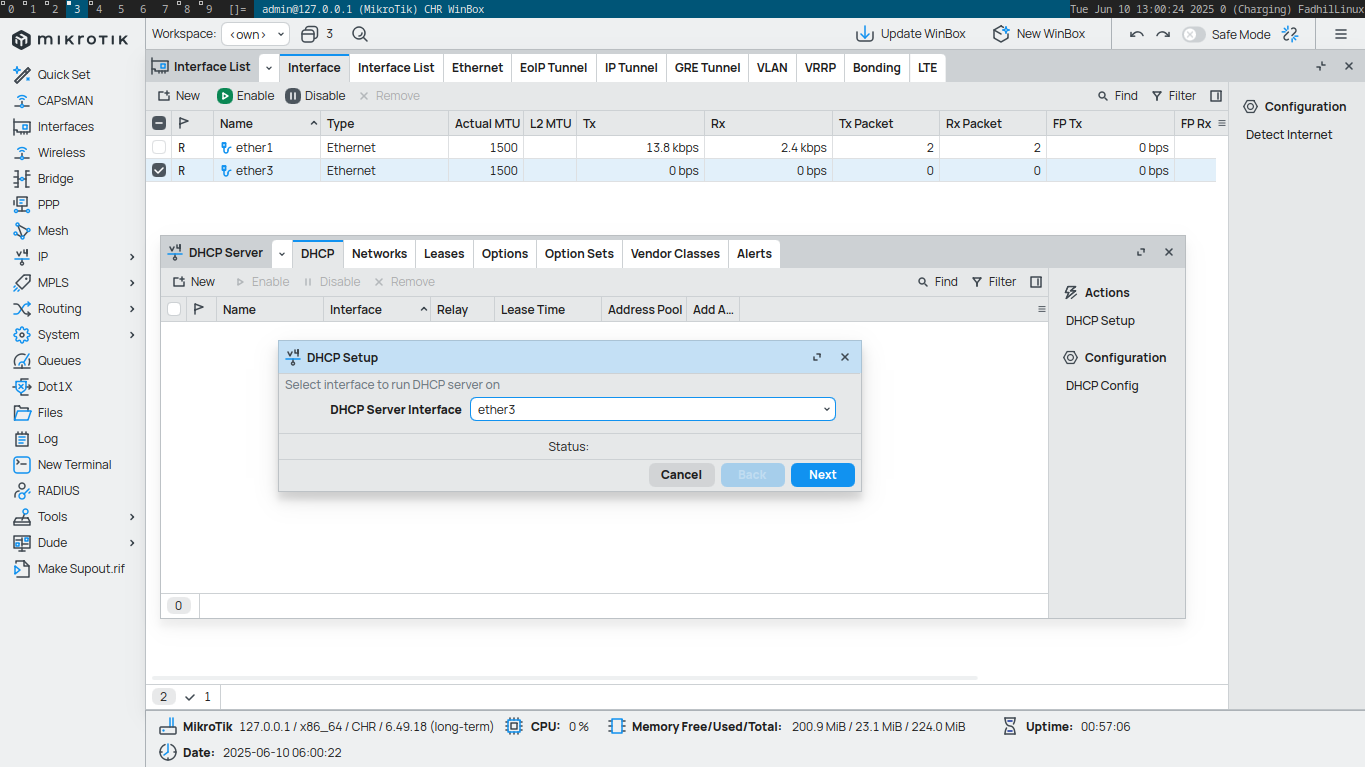 0 1 2 3 4 5 6 7 8 9 []= admin@127.0.0.1 (MikroTik) CHR WinBox Tue Jun 10 13:00:24 2025 0 (Charging) FadhilLinux
MIKROTIK
Workspace: <own> 3 Update WinBox New WinBox Safe Mode
Quick Set
CAPsMAN
Interfaces
Wireless
Bridge
PPP
Mesh
IP
MPLS
Routing
System
Queues
Dot1X
Files
Log
New Terminal
RADIUS
Tools
Dude
Make Supout.rif
Interface List Interface Interface List Ethernet EoIP Tunnel IP Tunnel GRE Tunnel VLAN VRRP Bonding LTE
New Enable Disable Remove Find Filter
Name Type Actual MTU L2 MTU Tx Rx Tx Packet Rx Packet FP Tx FP Rx
R ether1 Ethernet 1500 13.8 kbps 2.4 kbps 2 2 0 bps
R ether3 Ethernet 1500 0 bps 0 bps 0 0 0 bps
Configuration
Detect Internet
v4 DHCP Server DHCP Networks Leases Options Option Sets Vendor Classes Alerts
New Enable Disable Remove Find Filter
Name Interface Relay Lease Time Address Pool Add A...
Actions
DHCP Setup
Configuration
DHCP Config
v4 DHCP Setup
Select interface to run DHCP server on
DHCP Server Interface ether3
Status:
Cancel Back Next
0
2 1
MikroTik 127.0.0.1 / x86_64 / CHR / 6.49.18 (long-term) CPU: 0 % Memory Free/Used/Total: 200.9 MiB / 23.1 MiB / 224.0 MiB Uptime: 00:57:06
Date: 2025-06-10 06:00:22